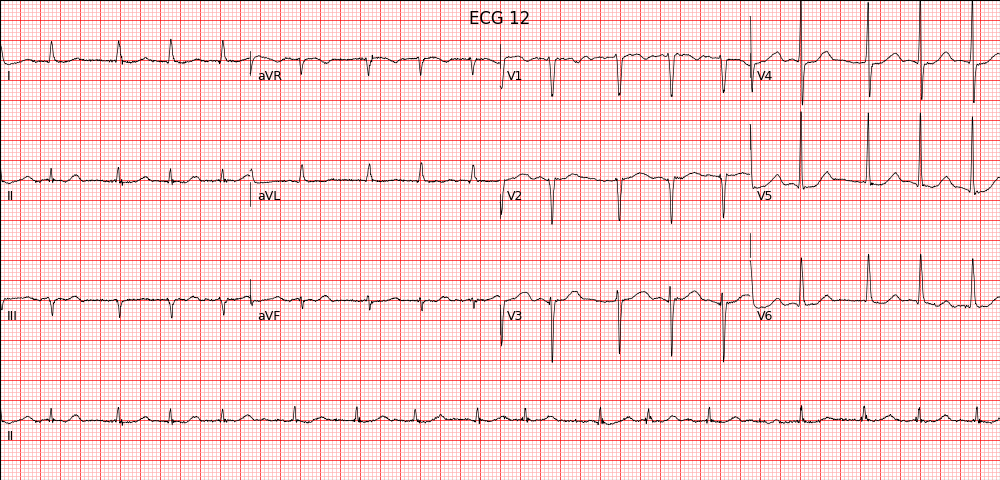 ECG 12
I aVR V1 V4
II aVL V2 V5
III aVF V3 V6
II